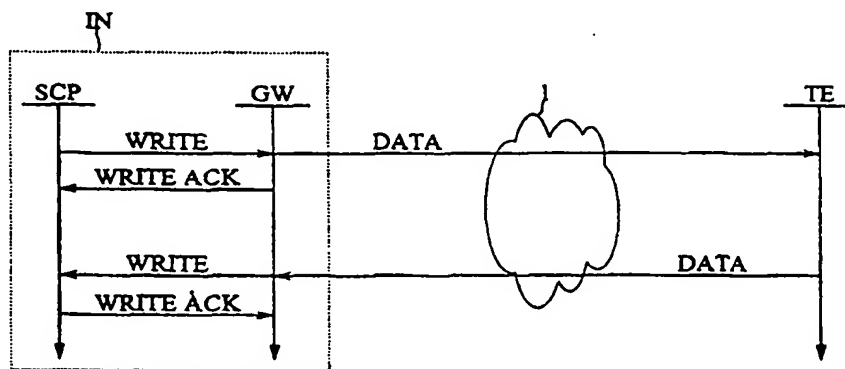 IN
SCP GW 1 TE
WRITE DATA
WRITE ACK
WRITE DATA
WRITE ACK